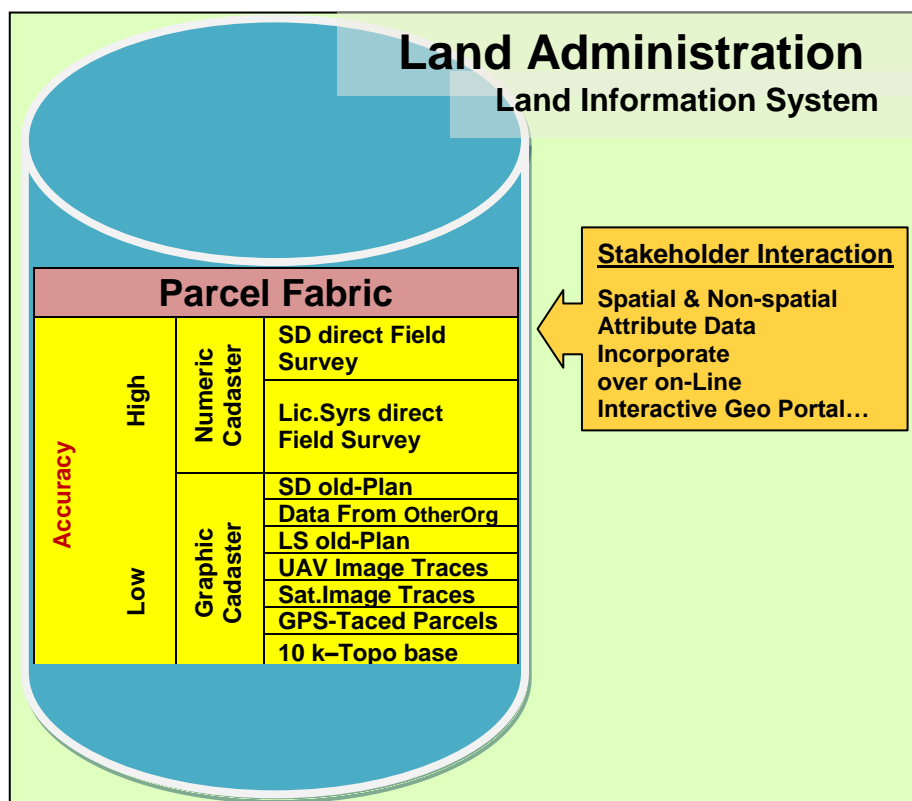 Land Administration
Land Information System
Parcel Fabric
Accuracy
High
Low
Numeric
Cadaster
SD direct Field
Survey
Lic.Syrs direct
Field Survey
Graphic
Cadaster
SD old-Plan
Data From OtherOrg
LS old-Plan
UAV Image Traces
Sat.Image Traces
GPS-Taced Parcels
10 k–Topo base
Stakeholder Interaction
Spatial & Non-spatial
Attribute Data
Incorporate
over on-Line
Interactive Geo Portal…